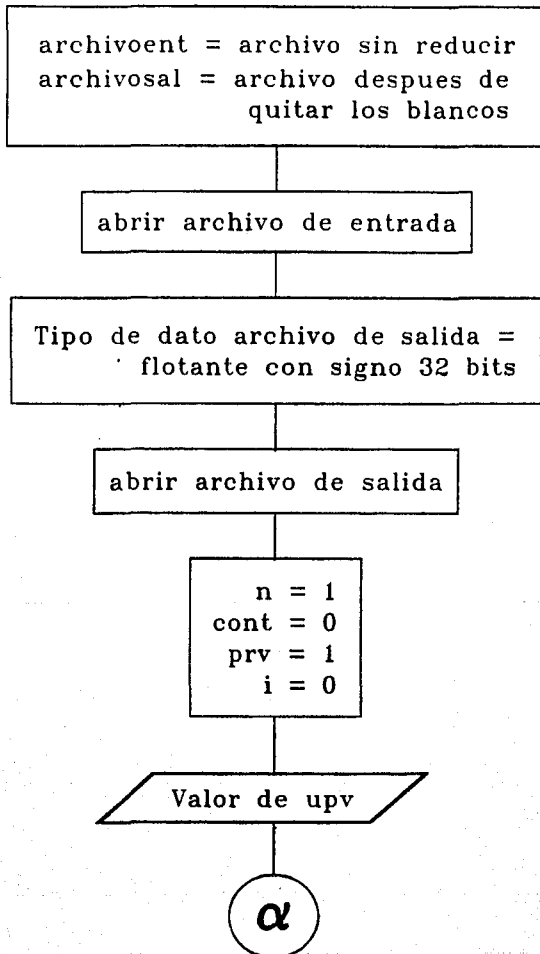 archivoent = archivo sin reducir
archivosal = archivo despues de
quitar los blancos
abrir archivo de entrada
Tipo de dato archivo de salida =
flotante con signo 32 bits
abrir archivo de salida
n = 1
cont = 0
prv = 1
i = 0
Valor de upv
α